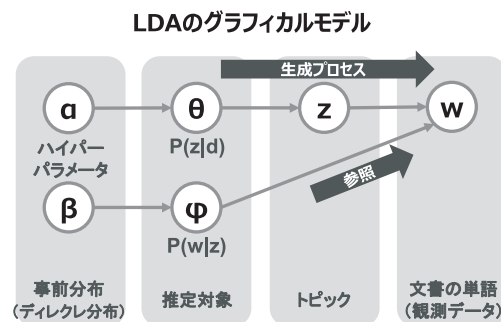 LDAのグラフィカルモデル
生成プロセス
α
θ
z
w
ハイパー
パラメータ
P(z|d)
参照
β
φ
P(w|z)
事前分布
(ディレクレ分布)
推定対象
トピック
文書の単語
(観測データ)